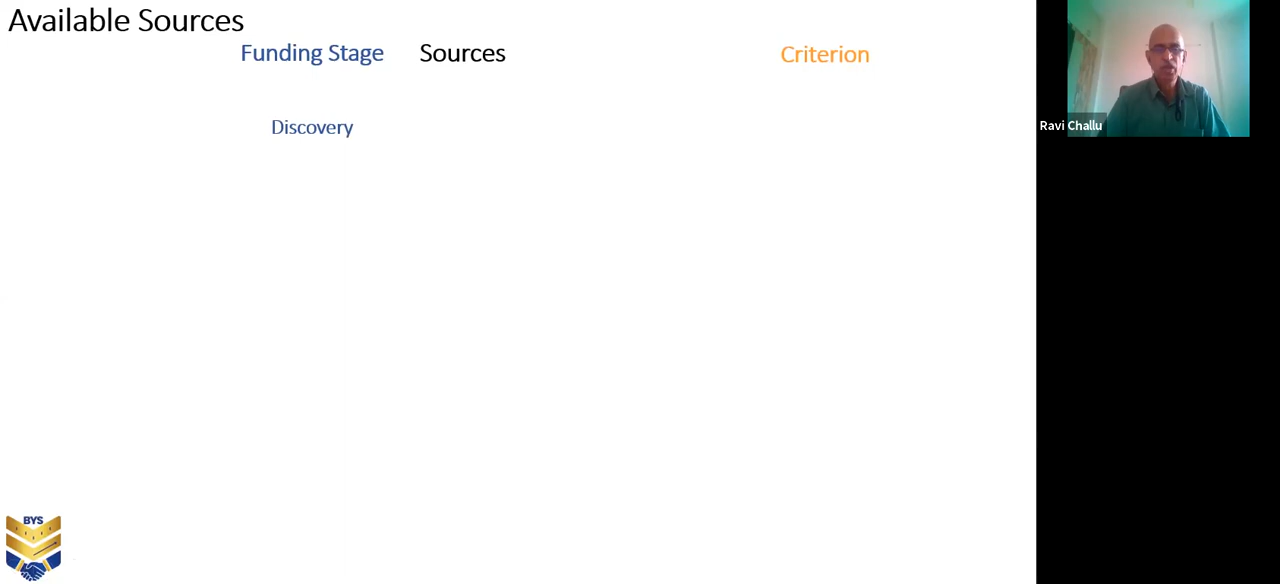 Available Sources
Funding Stage Sources Criterion
Discovery
Ravi Challu
BYS